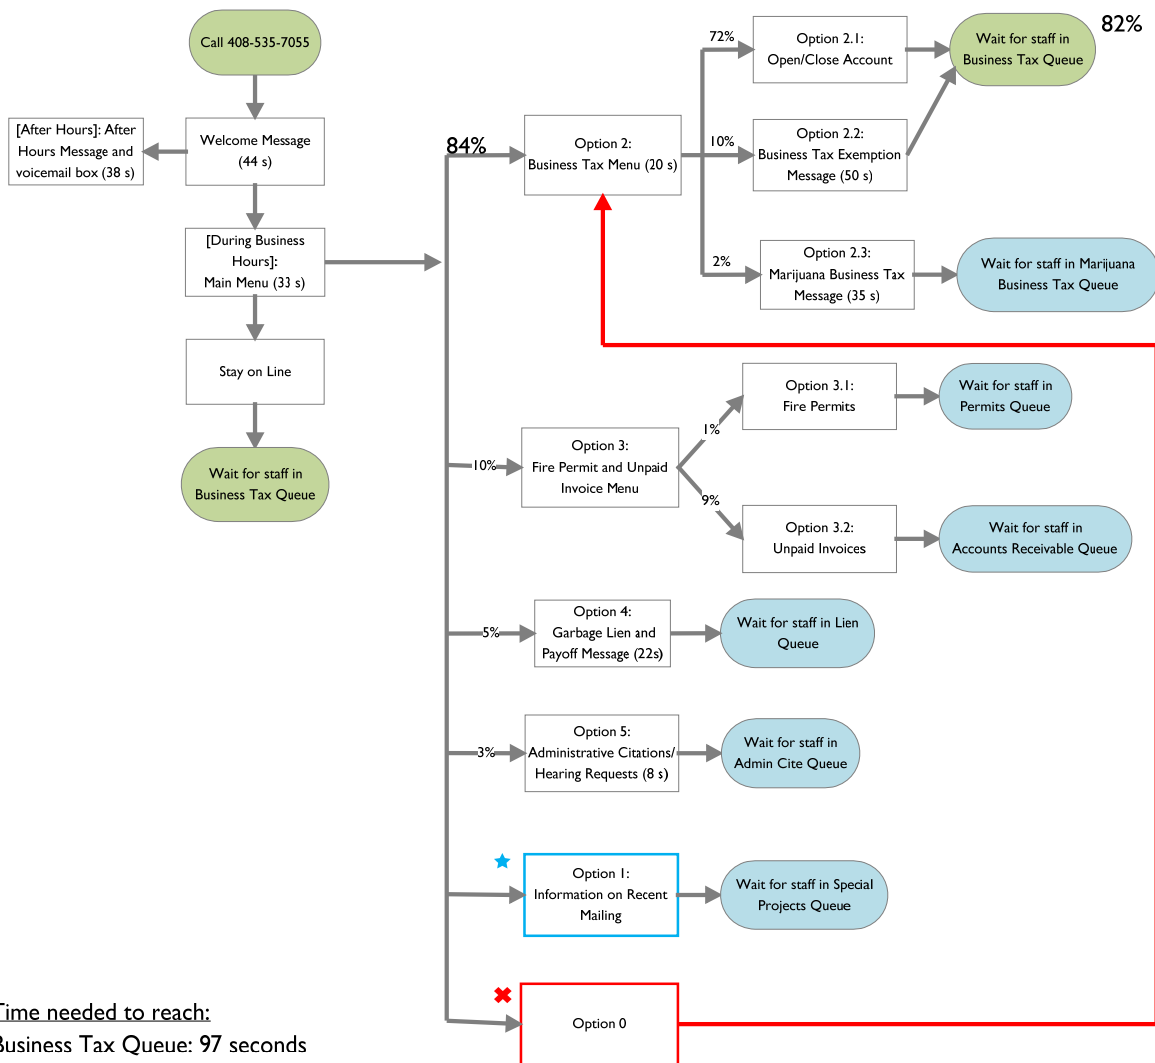 Call 408-535-7055
[After Hours]: After
Hours Message and
voicemail box (38 s)
Welcome Message
(44 s)
[During Business
Hours]:
Main Menu (33 s)
Stay on Line
Wait for staff in
Business Tax Queue
84%
Option 2:
Business Tax Menu (20 s)
72%
Option 2.1:
Open/Close Account
Wait for staff in
Business Tax Queue
82%
10%
Option 2.2:
Business Tax Exemption
Message (50 s)
2%
Option 2.3:
Marijuana Business Tax
Message (35 s)
Wait for staff in Marijuana
Business Tax Queue
10%
Option 3:
Fire Permit and Unpaid
Invoice Menu
1%
Option 3.1:
Fire Permits
Wait for staff in
Permits Queue
9%
Option 3.2:
Unpaid Invoices
Wait for staff in
Accounts Receivable Queue
5%
Option 4:
Garbage Lien and
Payoff Message (22s)
Wait for staff in Lien
Queue
3%
Option 5:
Administrative Citations/
Hearing Requests (8 s)
Wait for staff in
Admin Cite Queue
Option 1:
Information on Recent
Mailing
Wait for staff in Special
Projects Queue
Option 0
Time needed to reach:
Business Tax Queue: 97 seconds